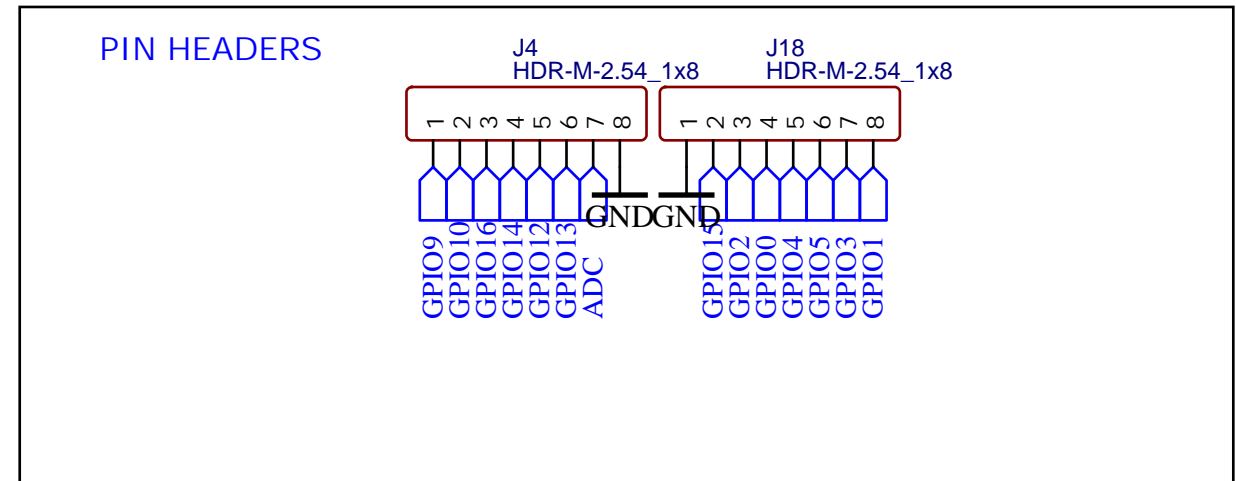 PIN HEADERS
J4
HDR-M-2.54_1x8
J18
HDR-M-2.54_1x8
1 2 3 4 5 6 7 8
1 2 3 4 5 6 7 8
GND
GND
GPIO9
GPIO10
GPIO16
GPIO14
GPIO12
GPIO13
ADC
GPIO15
GPIO2
GPIO0
GPIO4
GPIO5
GPIO3
GPIO1